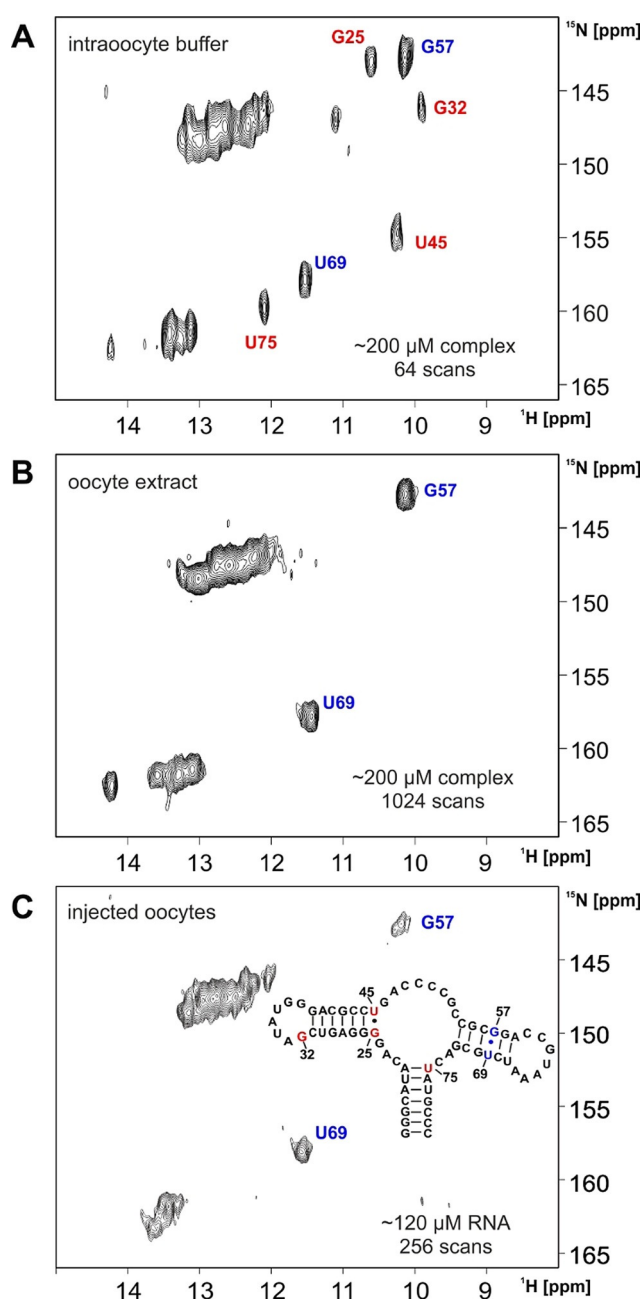 A
intraoocyte buffer
G25
G57
G32
U45
U69
U75
~200 µM complex
64 scans
¹⁵N [ppm]
145
150
155
160
165
14 13 12 11 10 9
¹H [ppm]
B
oocyte extract
G57
U69
~200 µM complex
1024 scans
¹⁵N [ppm]
145
150
155
160
165
14 13 12 11 10 9
¹H [ppm]
C
injected oocytes
G57
U69
45
57
32
25
75
69
GGGACGCCU
GACCCCGCCGCGGACCG
~120 µM RNA
256 scans
¹⁵N [ppm]
145
150
155
160
165
14 13 12 11 10 9
¹H [ppm]